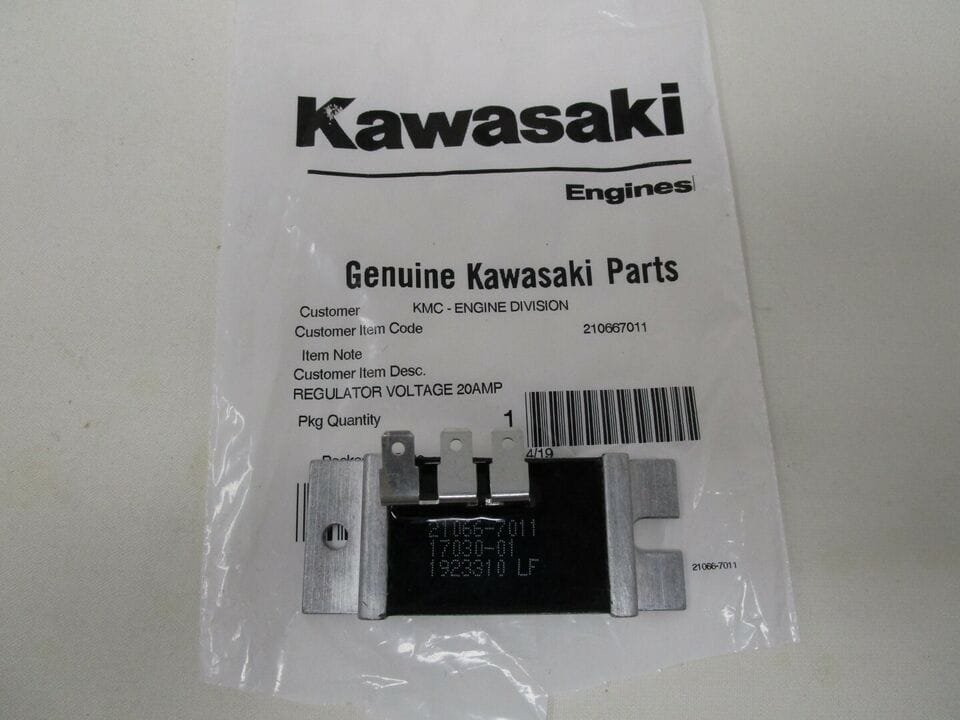 Kawasaki
Engines
Genuine Kawasaki Parts
Customer KMC - ENGINE DIVISION
Customer Item Code 210667011
Item Note
Customer Item Desc.
REGULATOR VOLTAGE 20AMP
Pkg Quantity 1
4/19
21066-7011
17030-01
1923310 LF
21066-7011